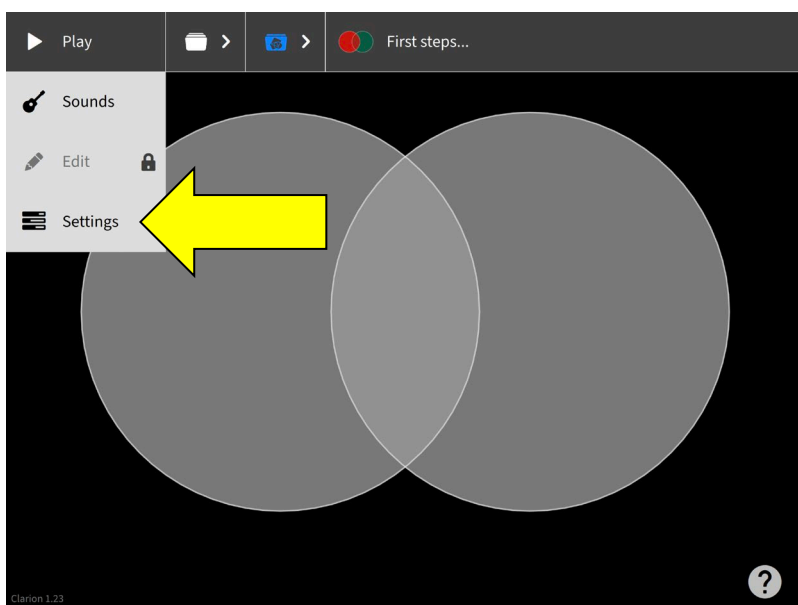 Play
First steps...
Sounds
Edit
Settings
Clarion 1.23
?